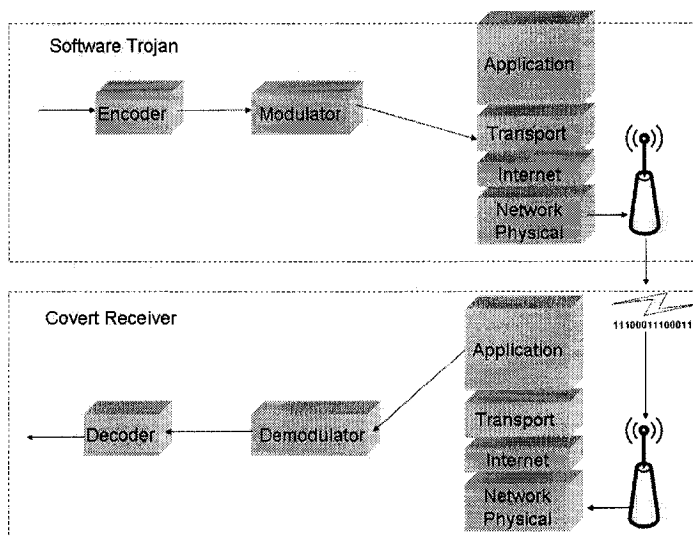 Software Trojan
Application
Encoder
Modulator
Transport
Internet
Network
Physical
Covert Receiver
11100011100011
Application
Decoder
Demodulator
Transport
Internet
Network
Physical